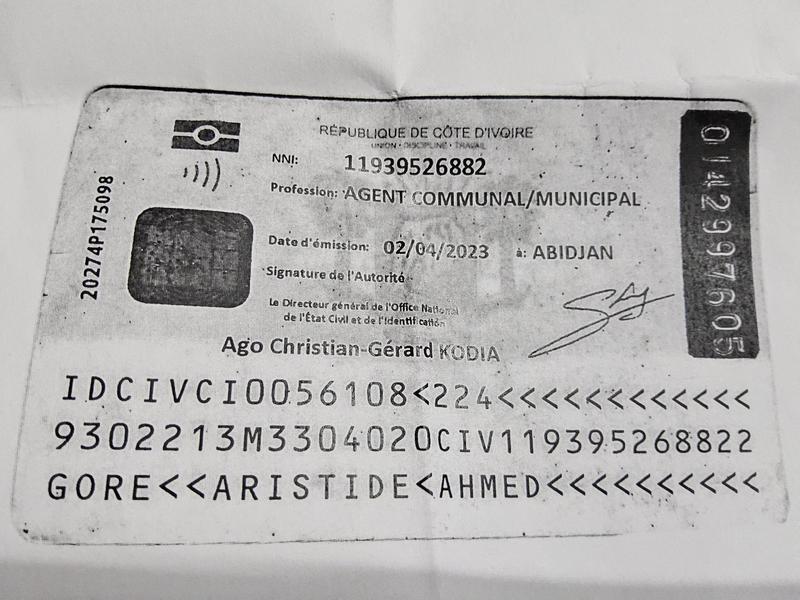 RÉPUBLIQUE DE CÔTE D'IVOIRE
UNION - DISCIPLINE - TRAVAIL
NNI: 11939526882
Profession: AGENT COMMUNAL/MUNICIPAL
Date d'émission: 02/04/2023 à: ABIDJAN
Signature de l'Autorité
Le Directeur général de l'Office National
de l'État Civil et de l'Identification
Ago Christian-Gérard KODIA
20274P175098
0142997605
IDCIVCI0056108<224<<<<<<<<<<<<
9302213M3304020CIV119395268822
GORE<<ARISTIDE<AHMED<<<<<<<<<<